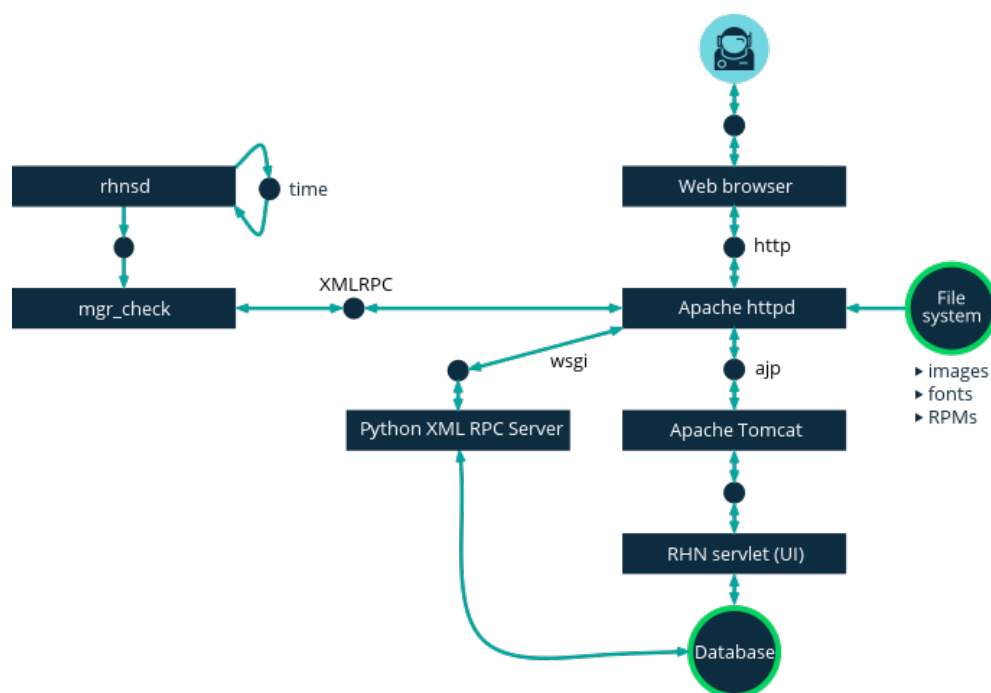 rhnsd
time
Web browser
http
XMLRPC
mgr_check
Apache httpd
File
system
wsgi
ajp
images
fonts
RPMs
Python XML RPC Server
Apache Tomcat
RHN servlet (UI)
Database